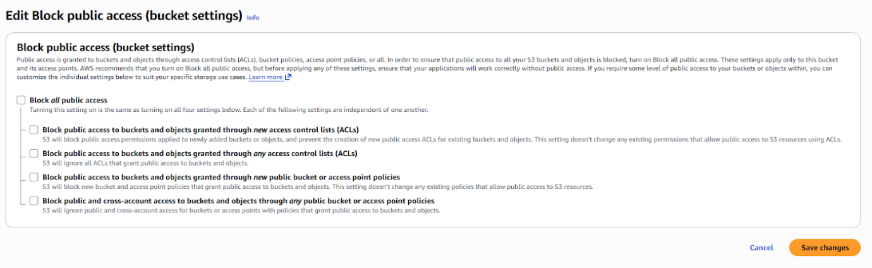 Edit Block public access (bucket settings) Info
Block public access (bucket settings)
Public access is granted to buckets and objects through access control lists (ACLs), bucket policies, access point policies, or all. In order to ensure that public access to all your S3 buckets and objects is blocked, turn on Block all public access. These settings apply only to this bucket
and its access points. AWS recommends that you turn on Block all public access, but before applying any of these settings, ensure that your applications will work correctly without public access. If you require some level of public access to your buckets or objects within, you can
customize the individual settings below to suit your specific storage use cases. Learn more
Block all public access
Turning this setting on is the same as turning on all four settings below. Each of the following settings are independent of one another.
Block public access to buckets and objects granted through new access control lists (ACLs)
S3 will block public access permissions applied to newly added buckets or objects, and prevent the creation of new public access ACLs for existing buckets and objects. This setting doesn't change any existing permissions that allow public access to S3 resources using ACLs.
Block public access to buckets and objects granted through any access control lists (ACLs)
S3 will ignore all ACLs that grant public access to buckets and objects.
Block public access to buckets and objects granted through new public bucket or access point policies
S3 will block new bucket and access point policies that grant public access to buckets and objects. This setting doesn't change any existing policies that allow public access to S3 resources.
Block public and cross-account access to buckets and objects through any public bucket or access point policies
S3 will ignore public and cross-account access for buckets or access points with policies that grant public access to buckets and objects.
Cancel Save changes